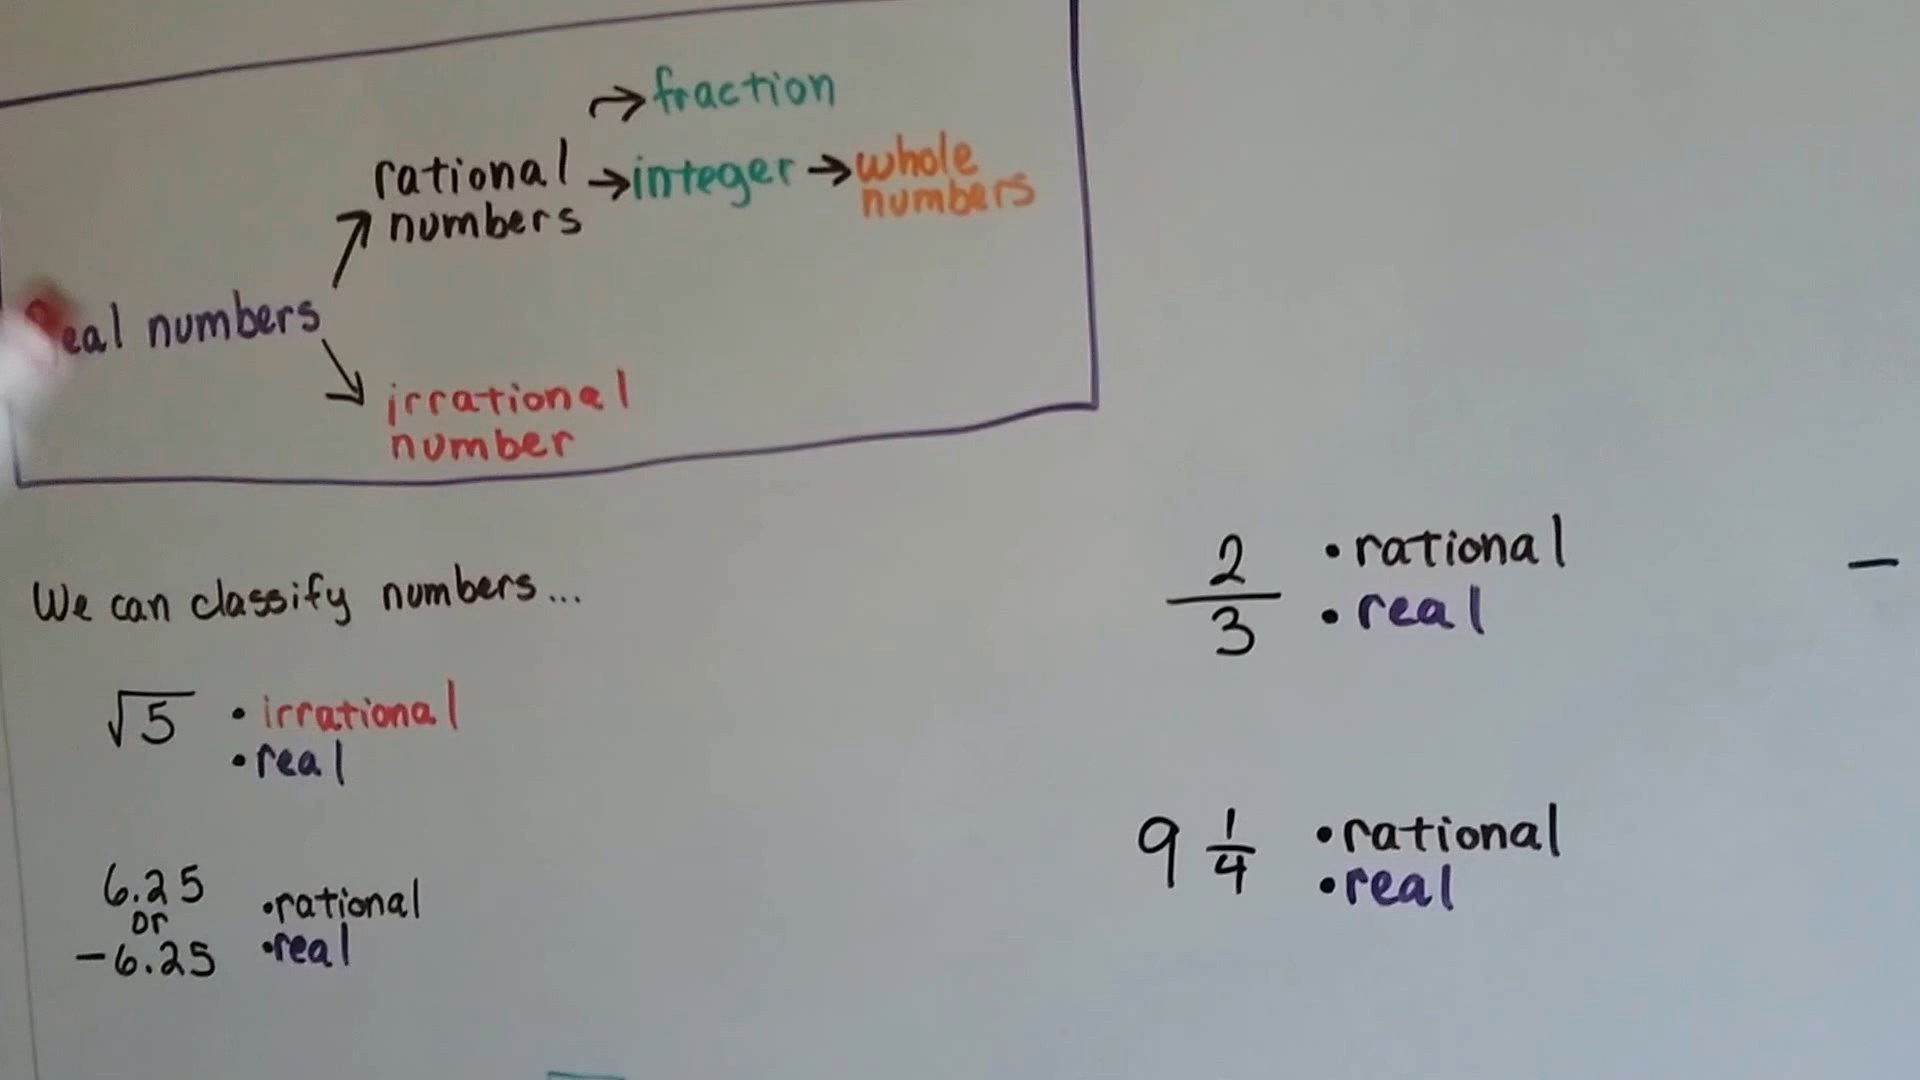 → fraction
rational → integer → whole
numbers numbers
Real numbers
irrational
number
We can classify numbers...
√5 • irrational
• real
6.25
or
-6.25
• rational
• real
2/3 • rational
• real
9 1/4 • rational
• real
−